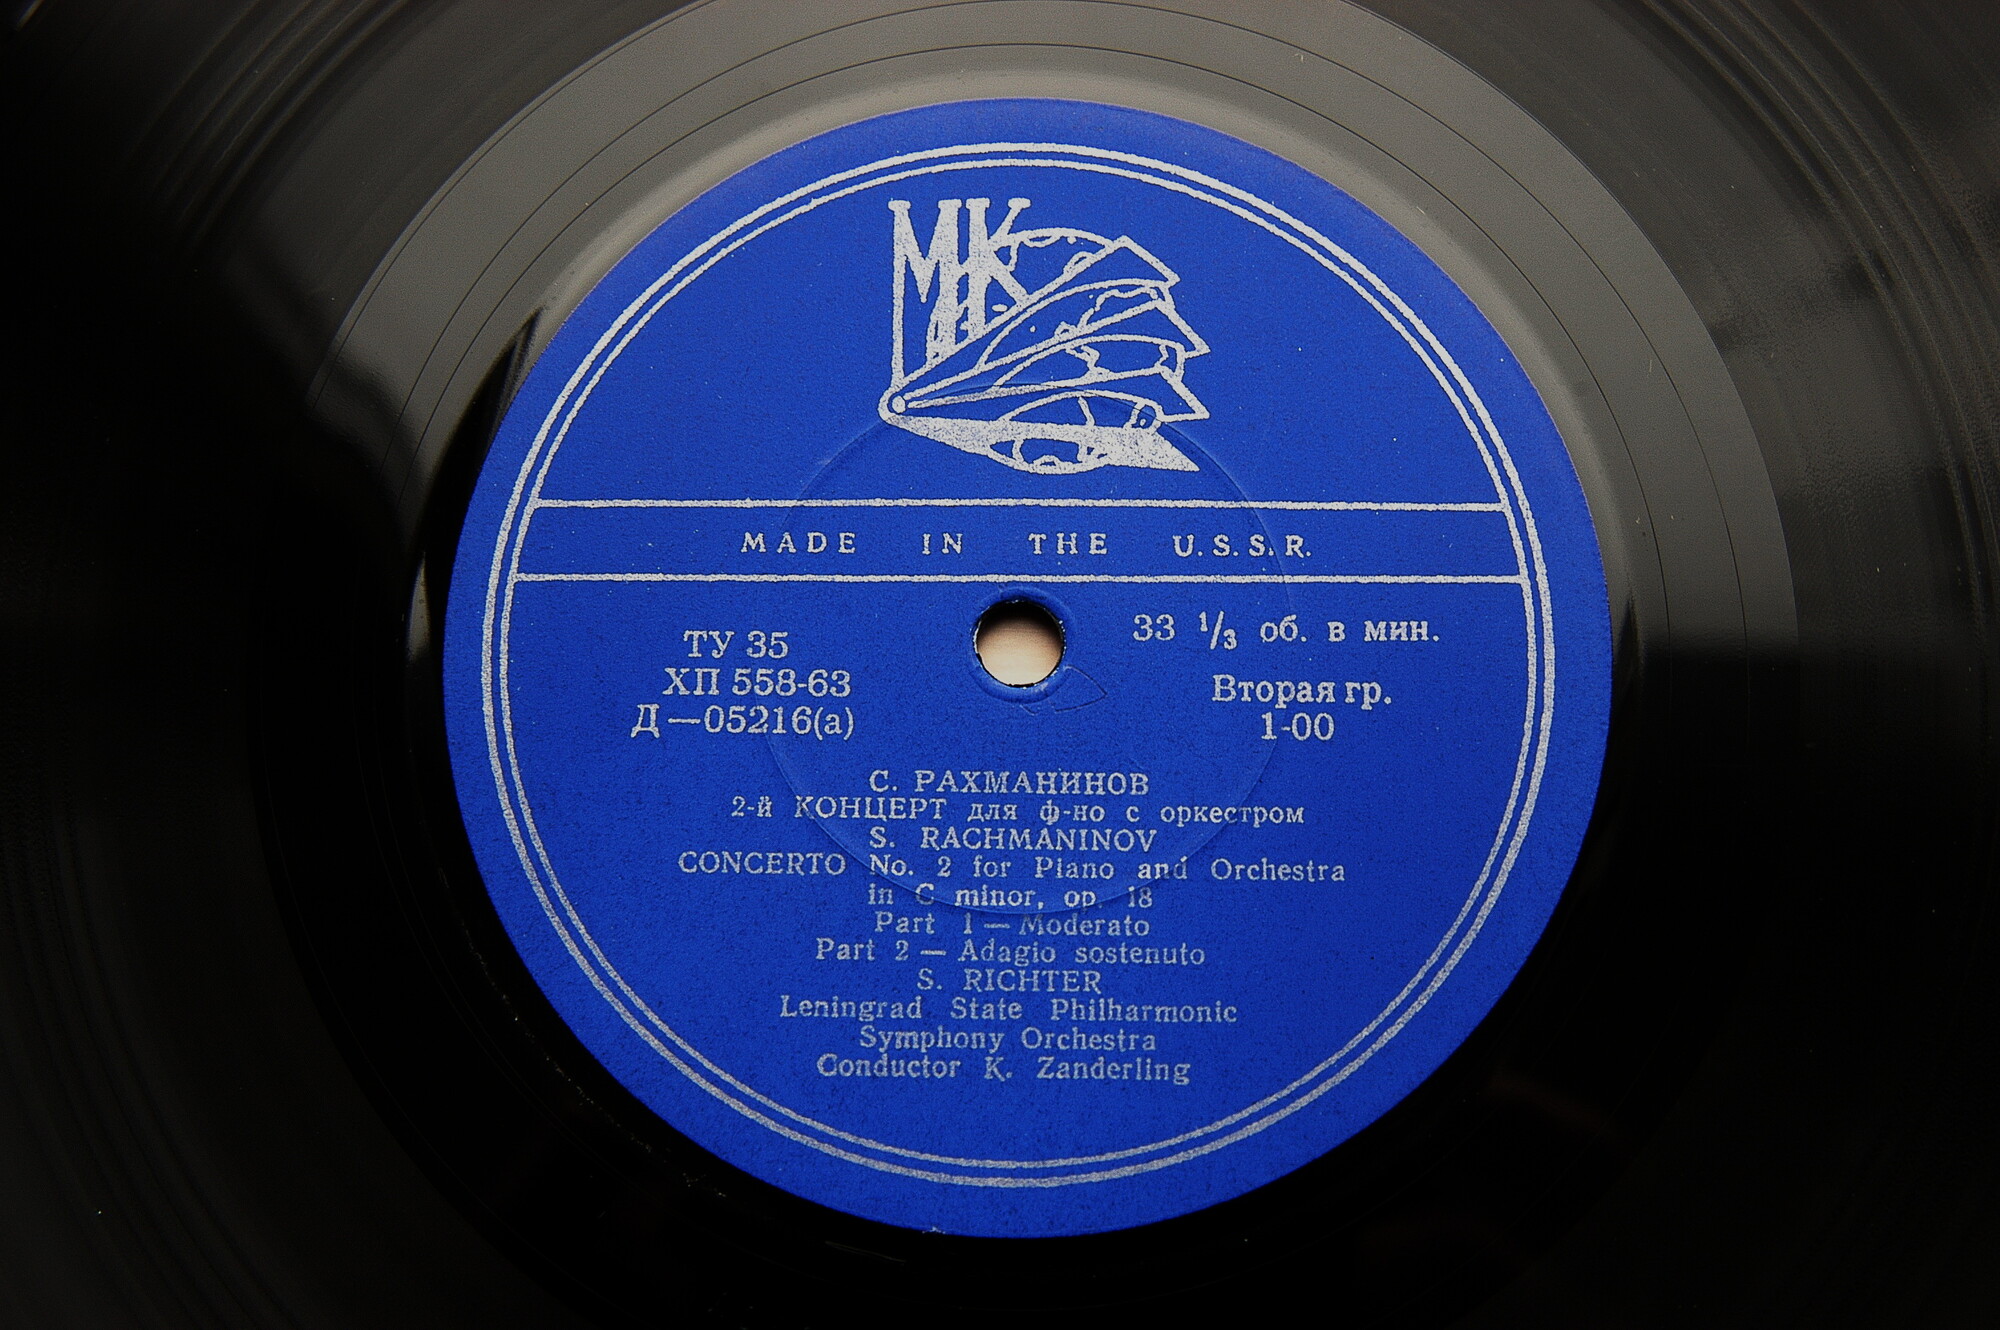 МК
MADE IN THE U.S.S.R.
ТУ 35
ХП 558-63
Д—05216(а)
33 1/3 об. в мин.
Вторая гр.
1-00
С. РАХМАНИНОВ
2-й КОНЦЕРТ для ф-но с оркестром
S. RACHMANINOV
CONCERTO No. 2 for Piano and Orchestra
in C minor, op. 18
Part 1 — Moderato
Part 2 — Adagio sostenuto
S. RICHTER
Leningrad State Philharmonic
Symphony Orchestra
Conductor K. Zanderling